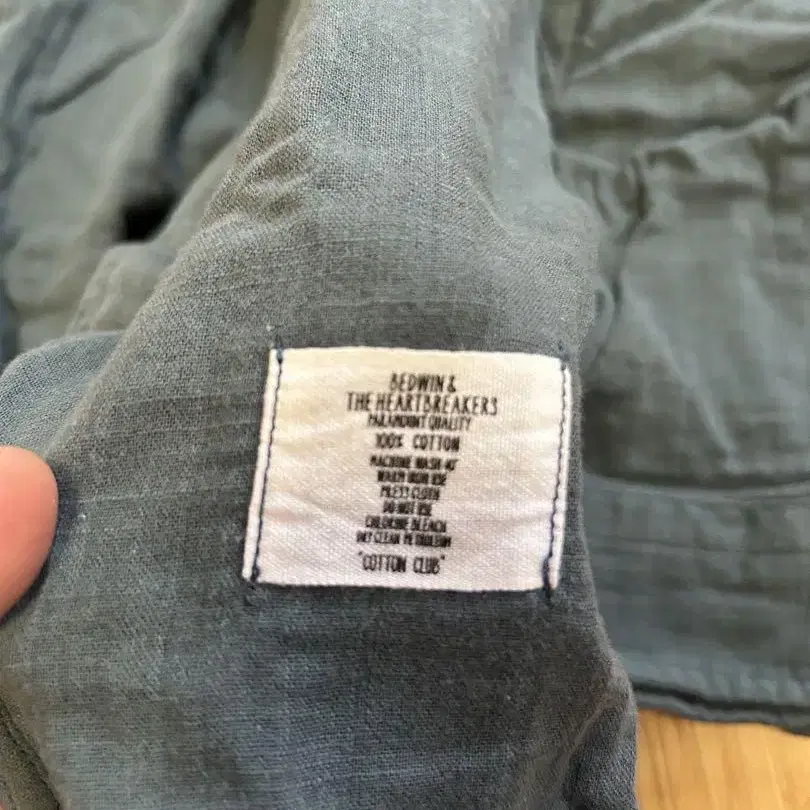 BEDWIN &
THE HEARTBREAKERS
PARAMOUNT QUALITY
100% COTTON
MACHINE WASH 40°
WARM IRON USE
PRESS CLOTH
DO NOT USE
CHLORINE BLEACH
DRY CLEAN PETROLEUM
"COTTON CLUB"